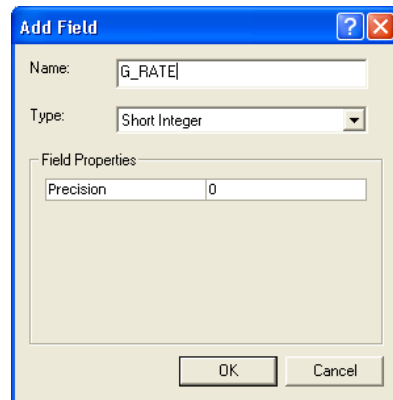 Add Field
Name: G_RATE
Type: Short Integer
Field Properties
Precision 0
OK Cancel